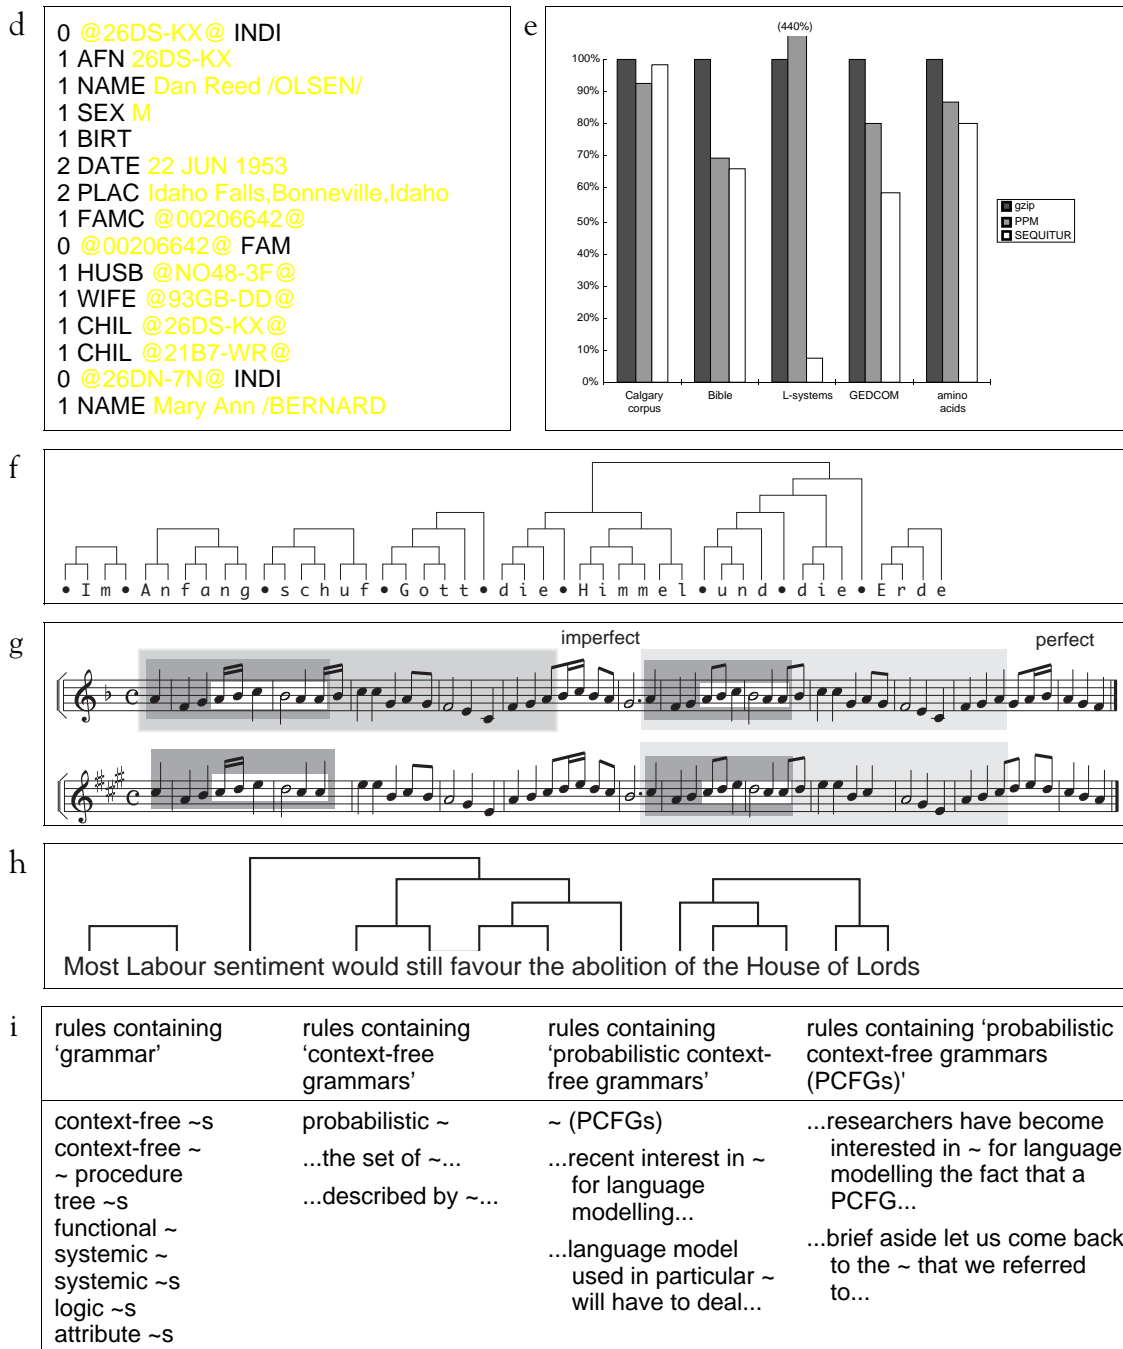 d
0 @26DS-KX@ INDI
1 AFN 26DS-KX
1 NAME Dan Reed /OLSEN/
1 SEX M
1 BIRT
2 DATE 22 JUN 1953
2 PLAC Idaho Falls,Bonneville,Idaho
1 FAMC @00206642@
0 @00206642@ FAM
1 HUSB @NO48-3F@
1 WIFE @93GB-DD@
1 CHIL @26DS-KX@
1 CHIL @21B7-WR@
0 @26DN-7N@ INDI
1 NAME Mary Ann /BERNARD
e
(440%)
100%
90%
80%
70%
60%
50%
40%
30%
20%
10%
0%
Calgary corpus
Bible
L-systems
GEDCOM
amino acids
gzip
PPM
SEQUITUR
f
•Im•Anfang•schuf•Gott•die•Himmel•und•die•Erde
g
imperfect
perfect
h
Most Labour sentiment would still favour the abolition of the House of Lords
i
rules containing
'grammar'
context-free ~s
context-free ~
~ procedure
tree ~s
functional ~
systemic ~
systemic ~s
logic ~s
attribute ~s
rules containing
'context-free
grammars'
probabilistic ~
...the set of ~...
...described by ~...
rules containing
'probabilistic context-
free grammars'
~ (PCFGs)
...recent interest in ~
for language
modelling...
...language model
used in particular ~
will have to deal...
rules containing 'probabilistic
context-free grammars
(PCFGs)'
...researchers have become
interested in ~ for language
modelling the fact that a
PCFG...
...brief aside let us come back
to the ~ that we referred
to...